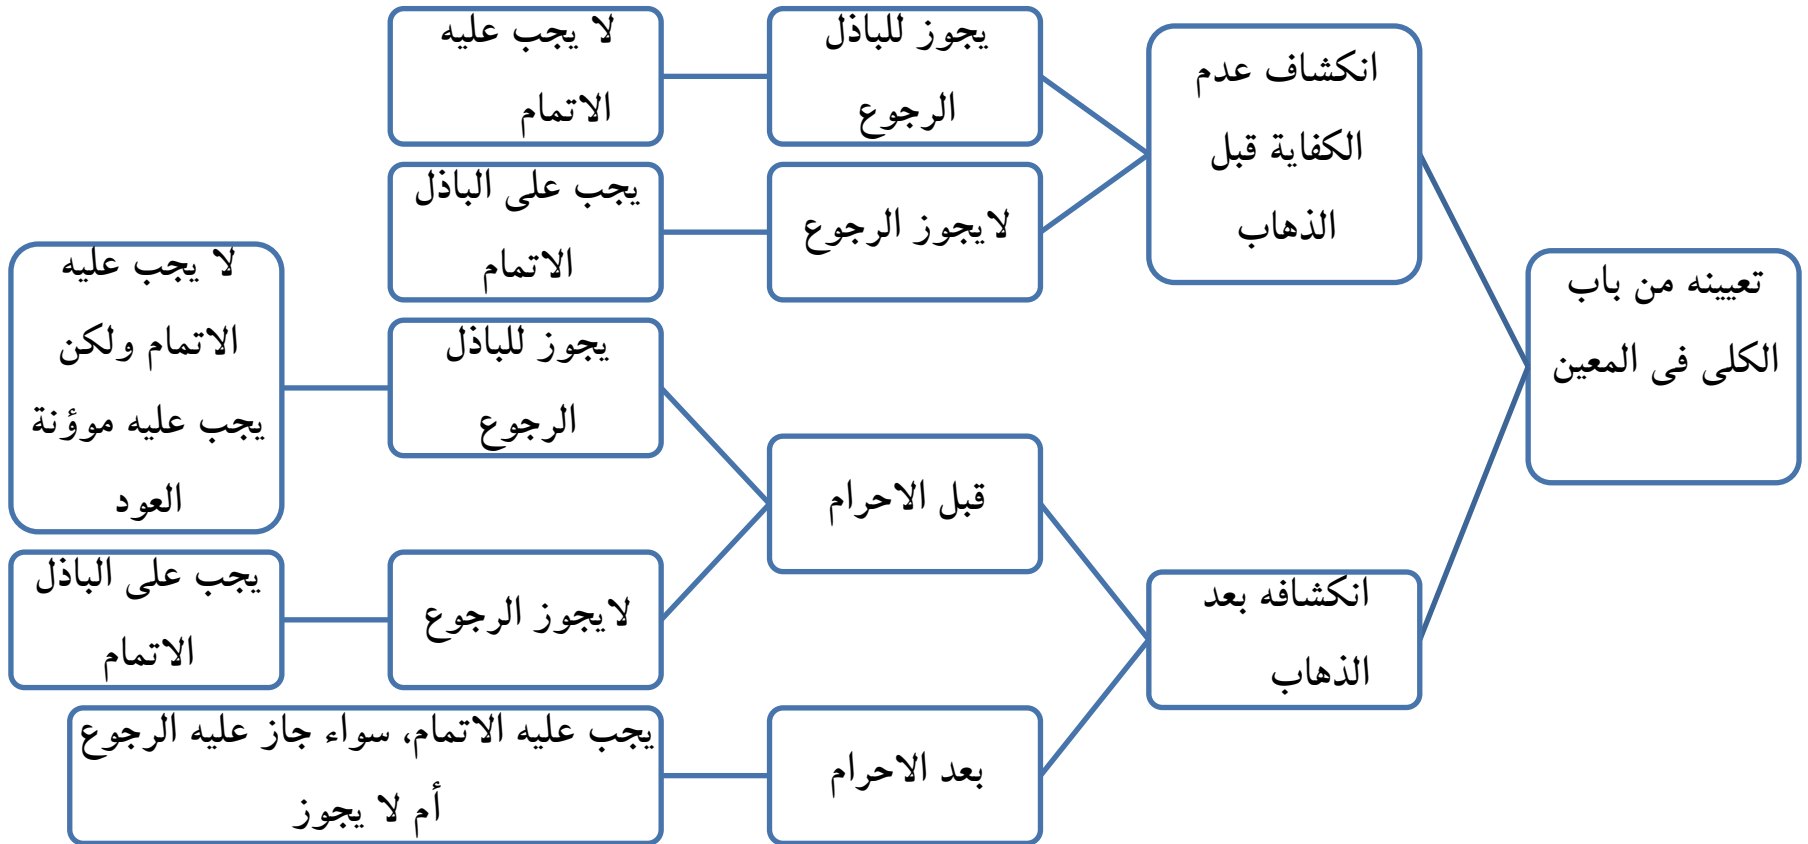 تعيينه من باب
الكلى فى المعين
انكشاف عدم
الكفاية قبل
الذهاب
يجوز للباذل
الرجوع
لا يجب عليه
الاتمام
لايجوز الرجوع
يجب على الباذل
الاتمام
انكشافه بعد
الذهاب
قبل الاحرام
يجوز للباذل
الرجوع
لا يجب عليه
الاتمام ولكن
يجب عليه موؤنة
العود
لايجوز الرجوع
يجب على الباذل
الاتمام
بعد الاحرام
يجب عليه الاتمام، سواء جاز عليه الرجوع
أم لا يجوز